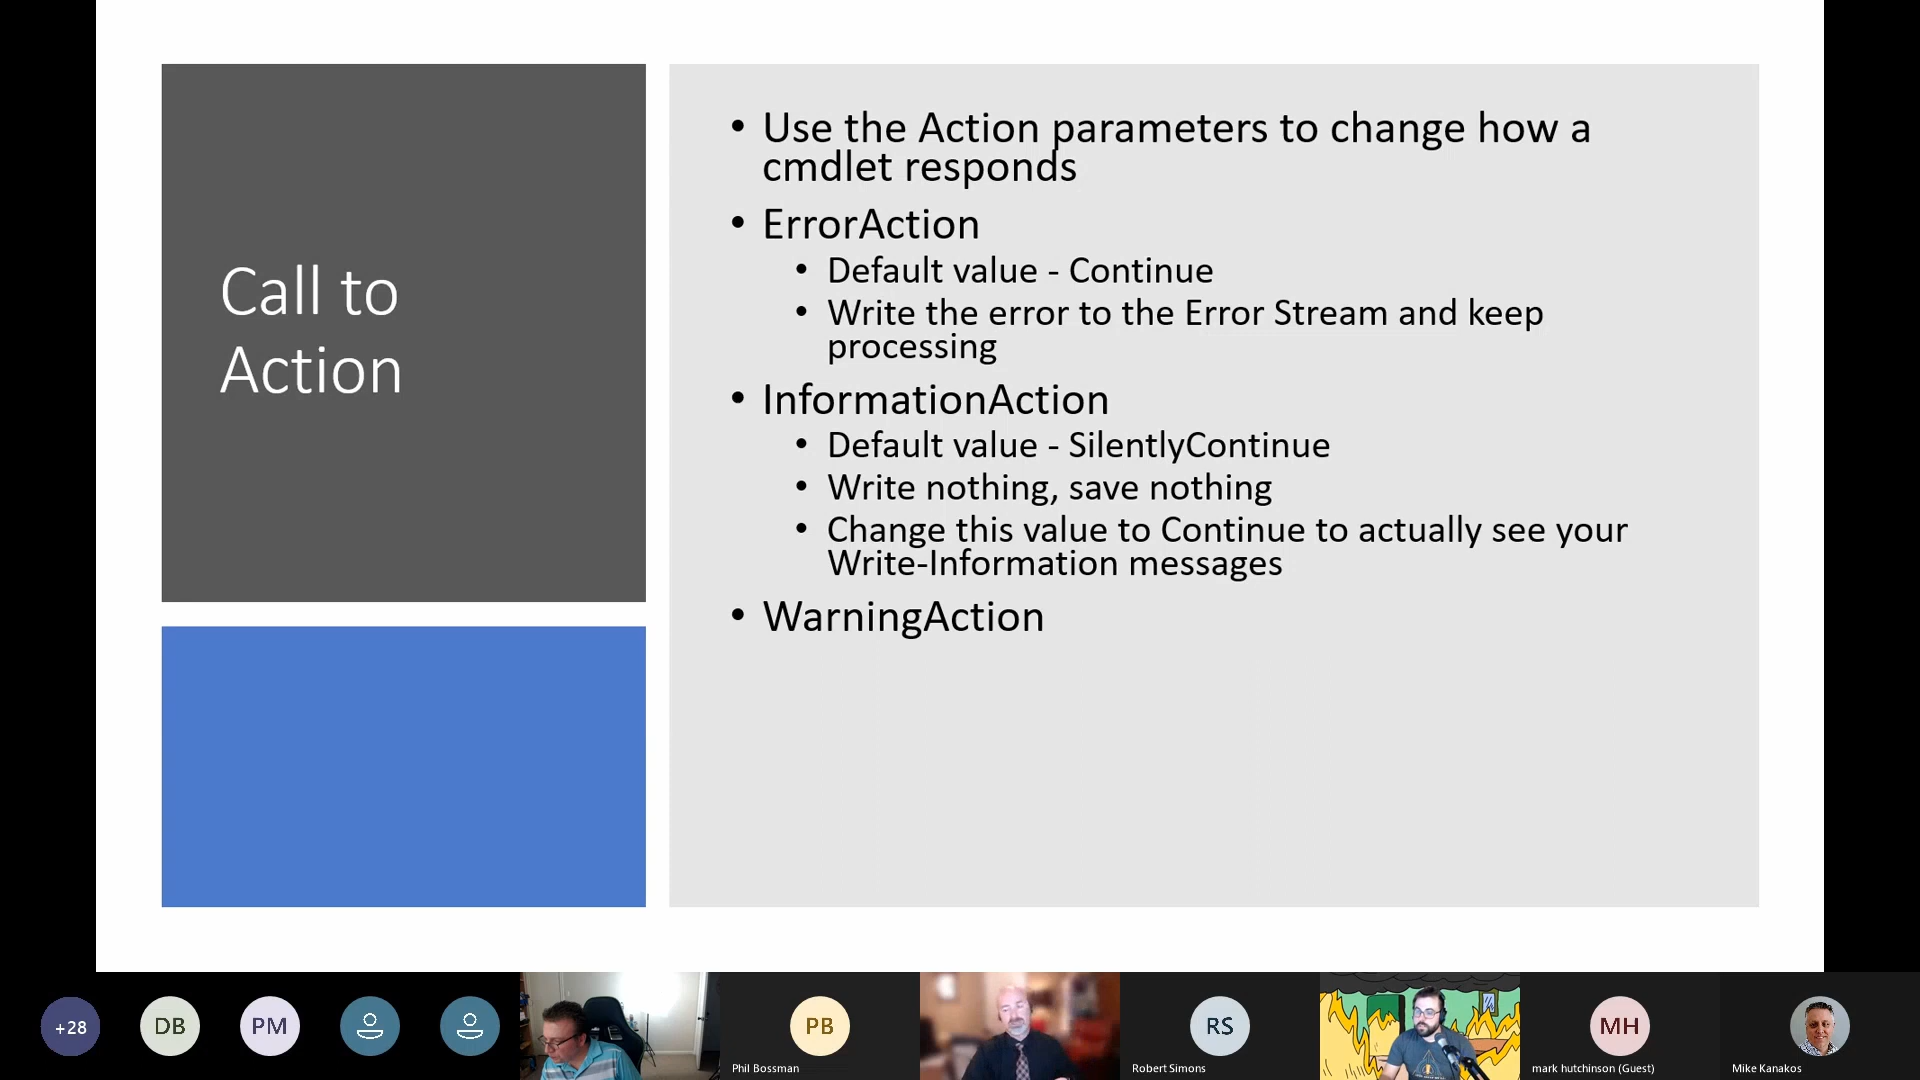 Call to
Action
• Use the Action parameters to change how a
cmdlet responds
• ErrorAction
• Default value - Continue
• Write the error to the Error Stream and keep
processing
• InformationAction
• Default value - SilentlyContinue
• Write nothing, save nothing
• Change this value to Continue to actually see your
Write-Information messages
• WarningAction
+28
DB
PM
PB
Phil Bossman
RS
Robert Simons
MH
mark hutchinson (Guest)
Mike Kanakos